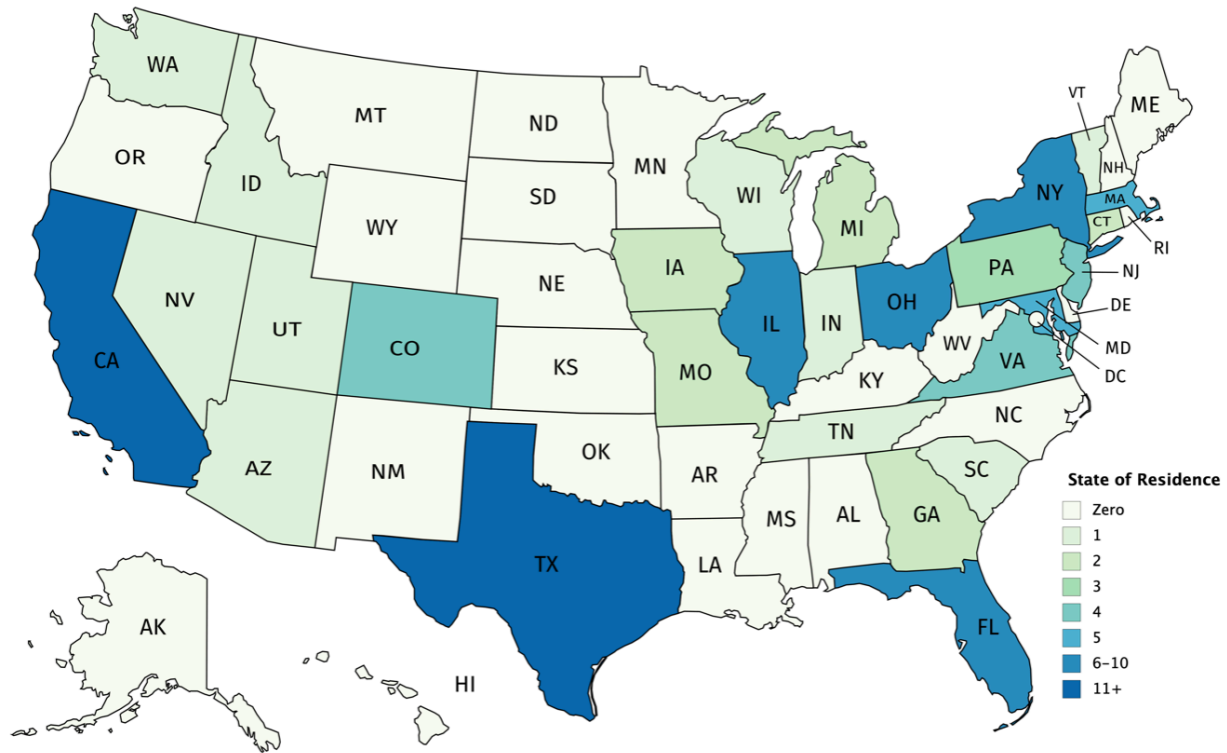 WA
MT
ND
MN
VT
ME
OR
ID
SD
WI
NH
NY
MA
WY
MI
CT
RI
IA
PA
NJ
NE
NV
OH
DE
UT
IL
IN
CO
WV
MD
CA
VA
DC
KS
MO
KY
NC
TN
AZ
NM
OK
AR
SC
MS
AL
GA
TX
LA
FL
AK
HI
State of Residence
Zero
1
2
3
4
5
6–10
11+